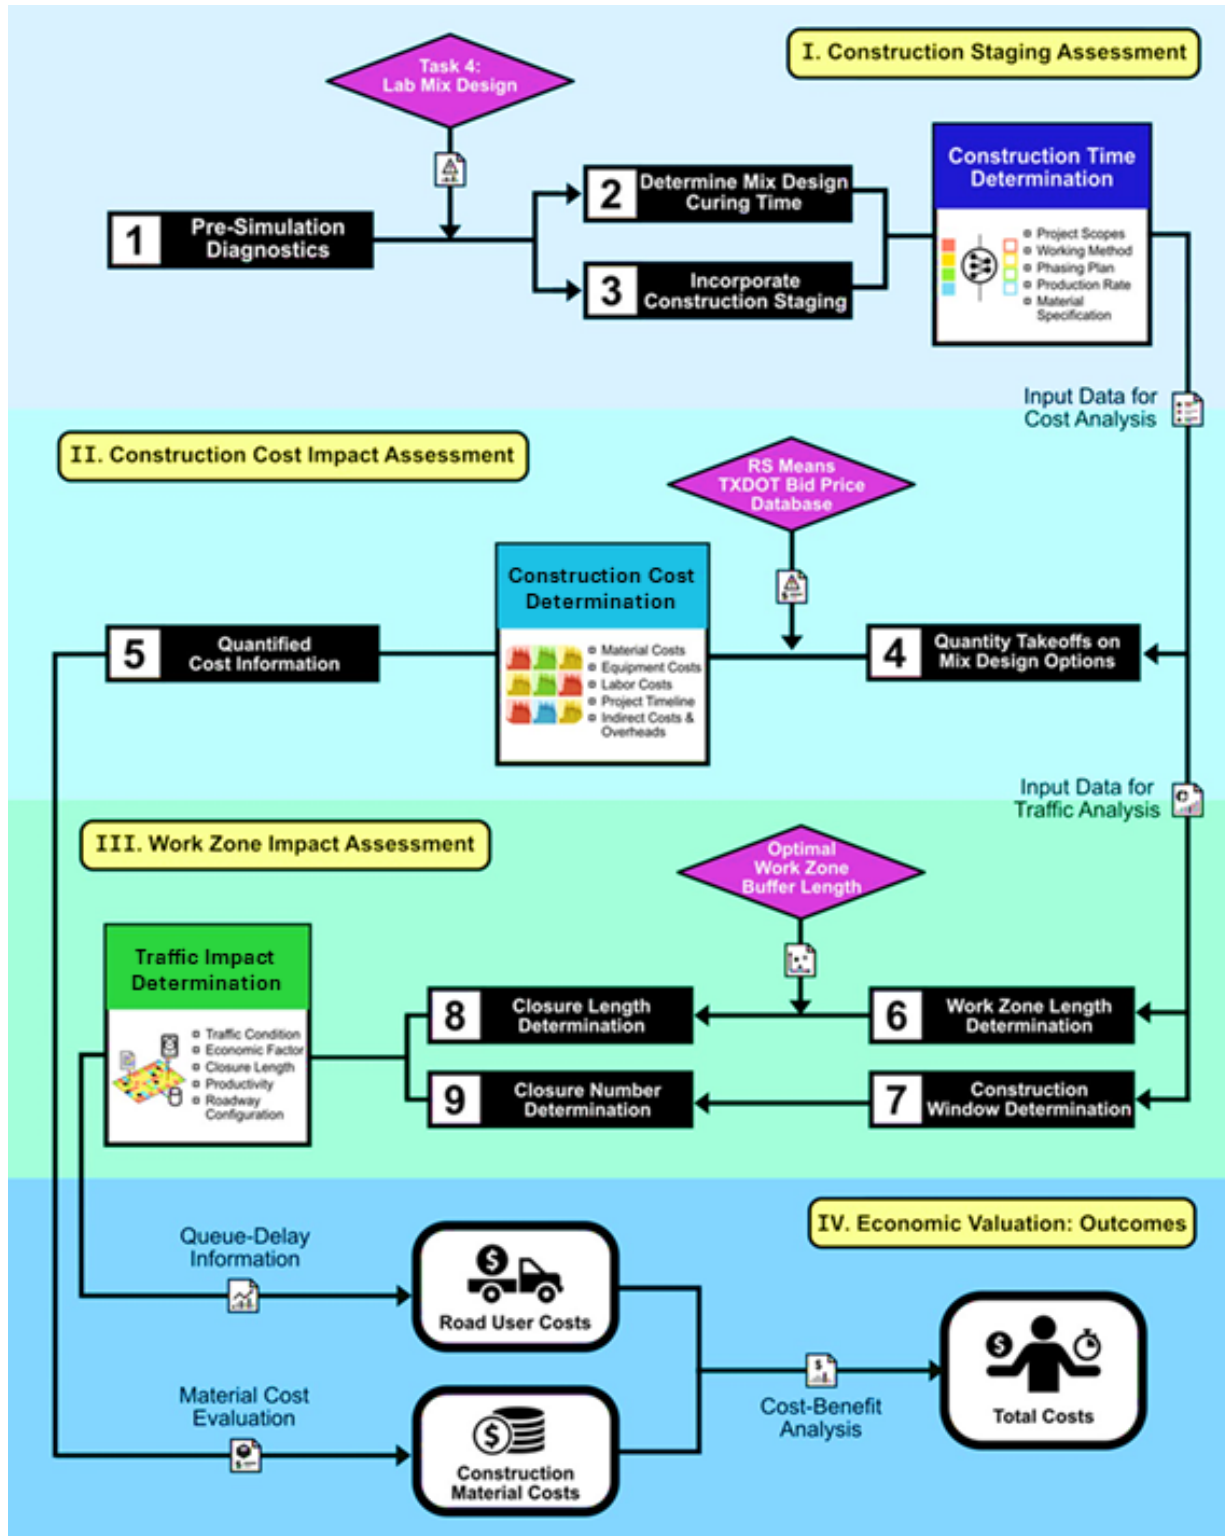 I. Construction Staging Assessment
Task 4:
Lab Mix Design
1
Pre-Simulation
Diagnostics
2
Determine Mix Design
Curing Time
3
Incorporate
Construction Staging
Construction Time
Determination
Project Scopes
Working Method
Phasing Plan
Production Rate
Material
Specification
Input Data for
Cost Analysis
II. Construction Cost Impact Assessment
RS Means
TXDOT Bid Price
Database
Construction Cost
Determination
Material Costs
Equipment Costs
Labor Costs
Project Timeline
Indirect Costs &
Overheads
5
Quantified
Cost Information
4
Quantity Takeoffs on
Mix Design Options
Input Data for
Traffic Analysis
III. Work Zone Impact Assessment
Optimal
Work Zone
Buffer Length
Traffic Impact
Determination
Traffic Condition
Economic Factor
Closure Length
Productivity
Roadway
Configuration
8
Closure Length
Determination
6
Work Zone Length
Determination
9
Closure Number
Determination
7
Construction
Window Determination
IV. Economic Valuation: Outcomes
Queue-Delay
Information
$
Road User Costs
Material Cost
Evaluation
$
Construction
Material Costs
$
Cost-Benefit
Analysis
$
Total Costs